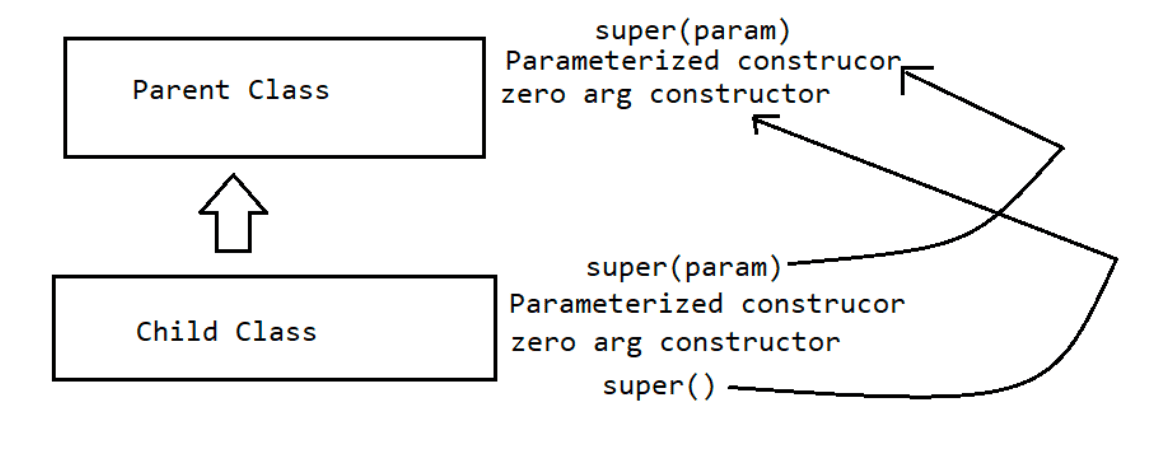 super(param)
Parameterized construcor
Parent Class
zero arg constructor
super(param)
Parameterized construcor
Child Class
zero arg constructor
super()